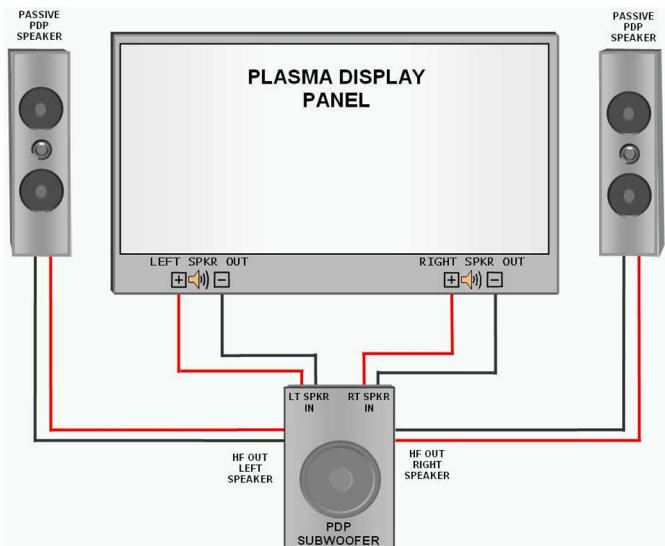 PASSIVE
PDP
SPEAKER
PASSIVE
PDP
SPEAKER
PLASMA DISPLAY
PANEL
LEFT SPKR OUT
+ −
RIGHT SPKR OUT
+ −
LT SPKR
IN
RT SPKR
IN
HF OUT
LEFT
SPEAKER
HF OUT
RIGHT
SPEAKER
PDP
SUBWOOFER